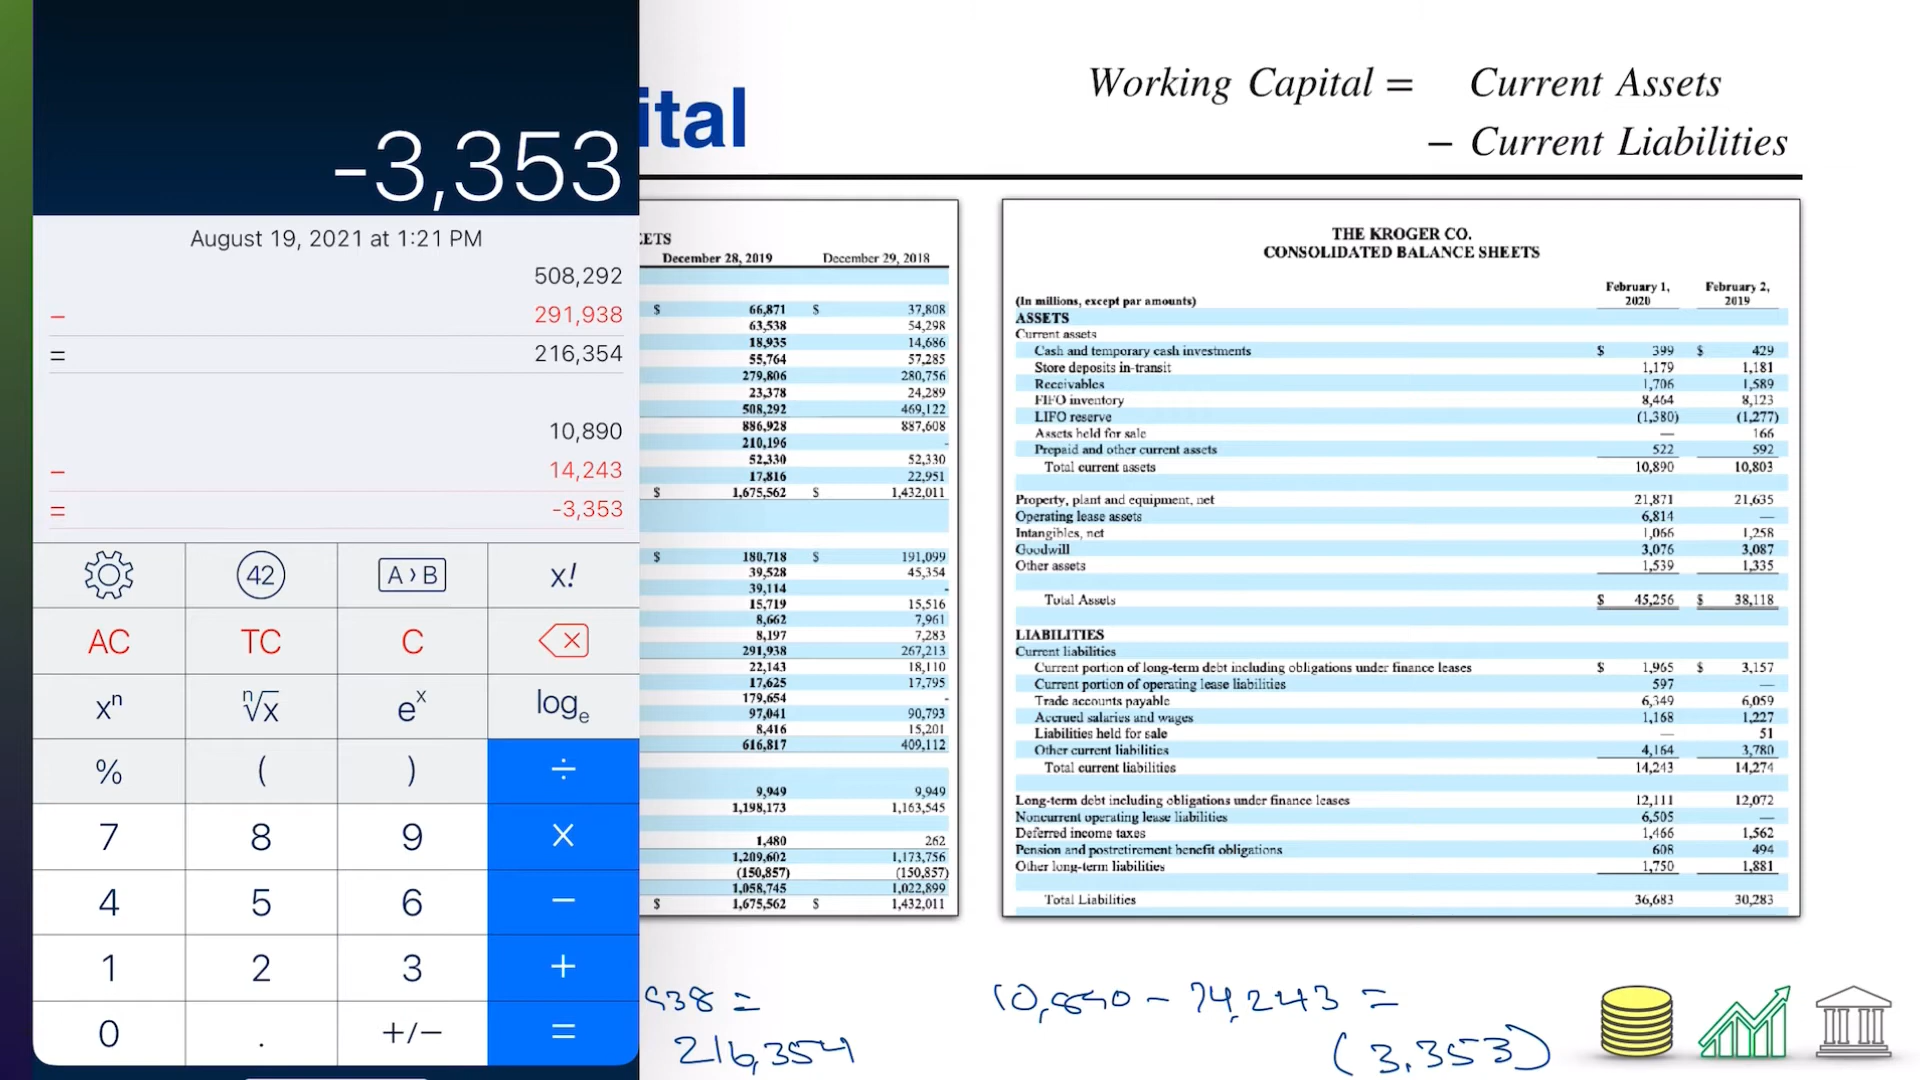 -3,353
August 19, 2021 at 1:21 PM
508,292
− 291,938
= 216,354
10,890
− 14,243
= -3,353
42 A›B x!
AC TC C
xⁿ ⁿ√x eˣ logₑ
% ( ) ÷
7 8 9 ×
4 5 6 −
1 2 3 +
0 . +/− =
ital
Working Capital = Current Assets
− Current Liabilities
ETS
December 28, 2019 December 29, 2018
$ 66,871 $ 37,808
63,538 54,298
18,935 14,686
55,764 57,285
279,806 280,756
23,378 24,289
508,292 469,122
886,928 887,608
210,196 -
52,330 52,330
17,816 22,951
$ 1,675,562 $ 1,432,011
$ 180,718 $ 191,099
39,528 45,354
39,114 -
15,719 15,516
8,662 7,961
8,197 7,283
291,938 267,213
22,143 18,110
17,625 17,795
179,654 -
97,041 90,793
8,416 15,201
616,817 409,112
9,949 9,949
1,198,173 1,163,545
1,480 262
1,209,602 1,173,756
(150,857) (150,857)
1,058,745 1,022,899
$ 1,675,562 $ 1,432,011
THE KROGER CO.
CONSOLIDATED BALANCE SHEETS
February 1, February 2,
(In millions, except par amounts) 2020 2019
ASSETS
Current assets
Cash and temporary cash investments $ 399 $ 429
Store deposits in-transit 1,179 1,181
Receivables 1,706 1,589
FIFO inventory 8,464 8,123
LIFO reserve (1,380) (1,277)
Assets held for sale — 166
Prepaid and other current assets 522 592
Total current assets 10,890 10,803
Property, plant and equipment, net 21,871 21,635
Operating lease assets 6,814 —
Intangibles, net 1,066 1,258
Goodwill 3,076 3,087
Other assets 1,539 1,335
Total Assets $ 45,256 $ 38,118
LIABILITIES
Current liabilities
Current portion of long-term debt including obligations under finance leases $ 1,965 $ 3,157
Current portion of operating lease liabilities 597 —
Trade accounts payable 6,349 6,059
Accrued salaries and wages 1,168 1,227
Liabilities held for sale — 51
Other current liabilities 4,164 3,780
Total current liabilities 14,243 14,274
Long-term debt including obligations under finance leases 12,111 12,072
Noncurrent operating lease liabilities 6,505 —
Deferred income taxes 1,466 1,562
Pension and postretirement benefit obligations 608 494
Other long-term liabilities 1,750 1,881
Total Liabilities 36,683 30,283
938 =
216,354
10,890 − 14,243 =
(3,353)